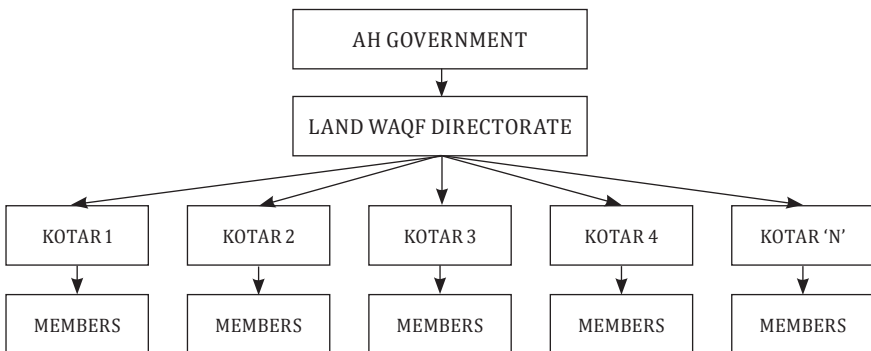 AH GOVERNMENT
LAND WAQF DIRECTORATE
KOTAR 1
KOTAR 2
KOTAR 3
KOTAR 4
KOTAR ‘N’
MEMBERS
MEMBERS
MEMBERS
MEMBERS
MEMBERS